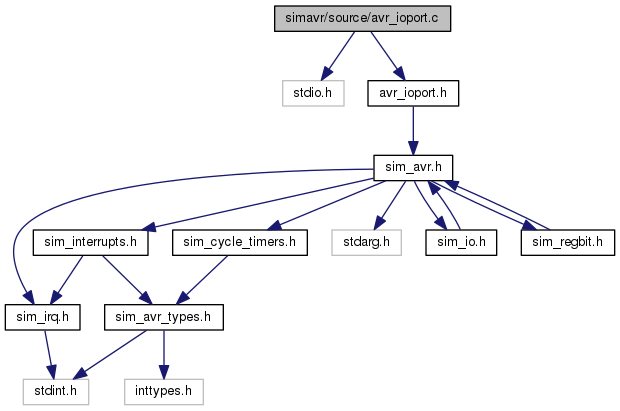 simavr/source/avr_ioport.c
stdio.h
avr_ioport.h
sim_avr.h
sim_interrupts.h
sim_cycle_timers.h
stdarg.h
sim_io.h
sim_regbit.h
sim_irq.h
sim_avr_types.h
stdint.h
inttypes.h